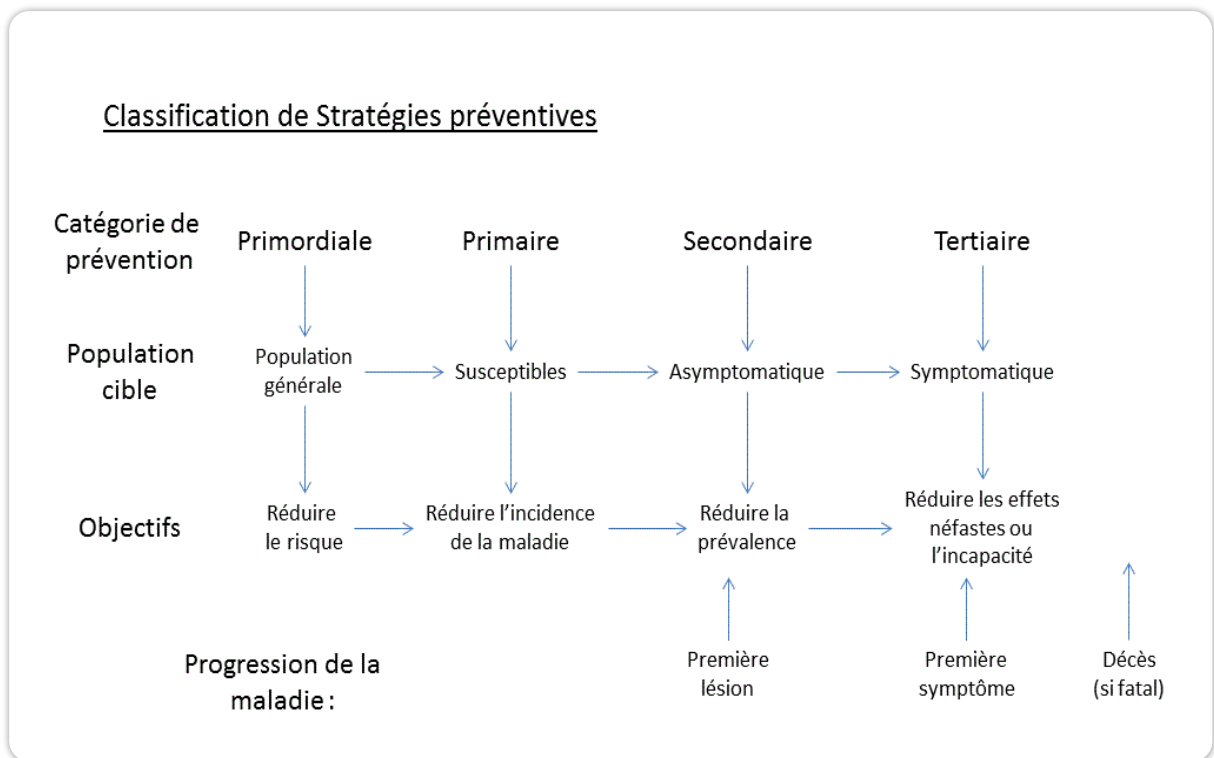 Classification de Stratégies préventives
Catégorie de
prévention
Primordiale
Primaire
Secondaire
Tertiaire
Population
cible
Population
générale
Susceptibles
Asymptomatique
Symptomatique
Objectifs
Réduire
le risque
Réduire l'incidence
de la maladie
Réduire la
prévalence
Réduire les effets
néfastes ou
l'incapacité
Progression de la
maladie :
Première
lésion
Première
symptôme
Décès
(si fatal)